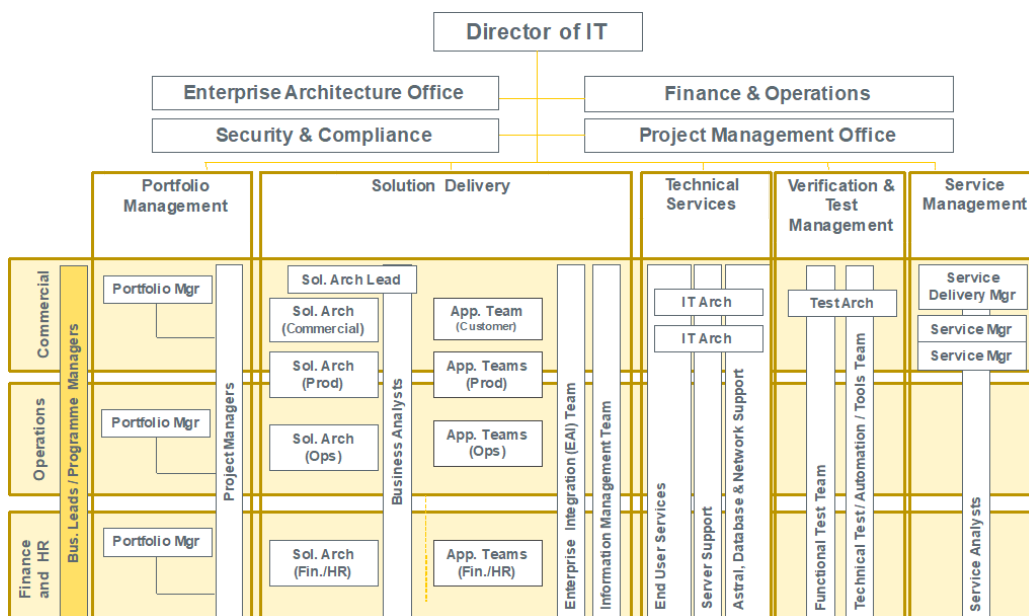 Director of IT
Enterprise Architecture Office
Finance & Operations
Security & Compliance
Project Management Office
Portfolio
Management
Solution Delivery
Technical
Services
Verification &
Test
Management
Service
Management
Commercial
Operations
Finance
and HR
Bus. Leads / Programme Managers
Portfolio Mgr
Portfolio Mgr
Portfolio Mgr
Project Managers
Sol. Arch Lead
Sol. Arch
(Commercial)
Sol. Arch
(Prod)
Sol. Arch
(Ops)
Sol. Arch
(Fin./HR)
Business Analysts
App. Team
(Customer)
App. Teams
(Prod)
App. Teams
(Ops)
App. Teams
(Fin./HR)
Enterprise Integration (EAI) Team
Information Management Team
End User Services
Server Support
Astral, Database & Network Support
IT Arch
IT Arch
Functional Test Team
Technical Test / Automation / Tools Team
Test Arch
Service
Delivery Mgr
Service Mgr
Service Mgr
Service Analysts